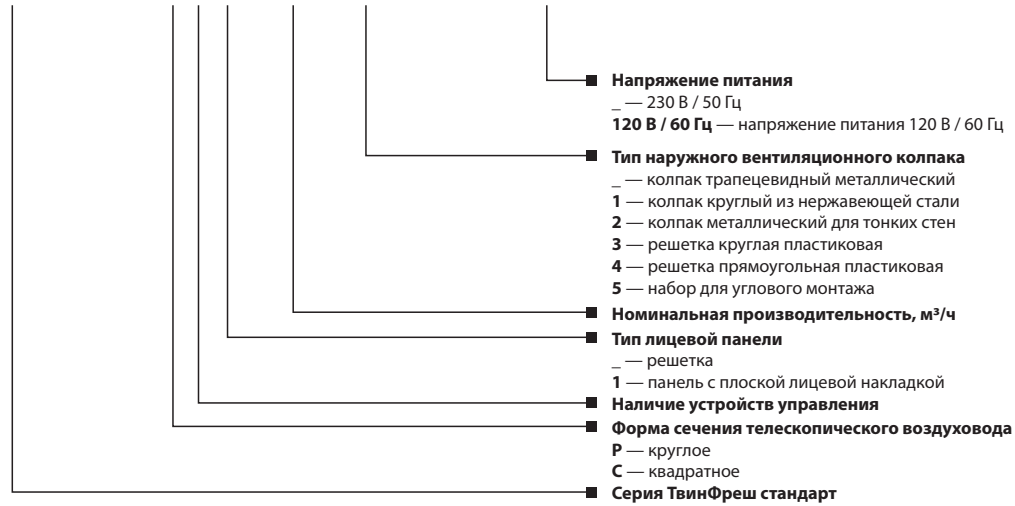 Напряжение питания
_ — 230 В / 50 Гц
120 В / 60 Гц — напряжение питания 120 В / 60 Гц
Тип наружного вентиляционного колпака
_ — колпак трапецевидный металлический
1 — колпак круглый из нержавеющей стали
2 — колпак металлический для тонких стен
3 — решетка круглая пластиковая
4 — решетка прямоугольная пластиковая
5 — набор для углового монтажа
Номинальная производительность, м³/ч
Тип лицевой панели
_ — решетка
1 — панель с плоской лицевой накладкой
Наличие устройств управления
Форма сечения телескопического воздуховода
Р — круглое
С — квадратное
Серия ТвинФреш стандарт